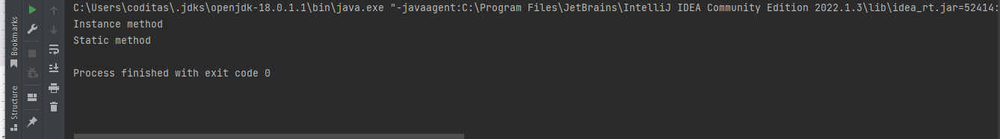 C:\Users\coditas\.jdks\openjdk-18.0.1.1\bin\java.exe "-javaagent:C:\Program Files\JetBrains\IntelliJ IDEA Community Edition 2022.1.3\lib\idea_rt.jar=52414:
Instance method
Static method
Process finished with exit code 0
Bookmarks
Structure